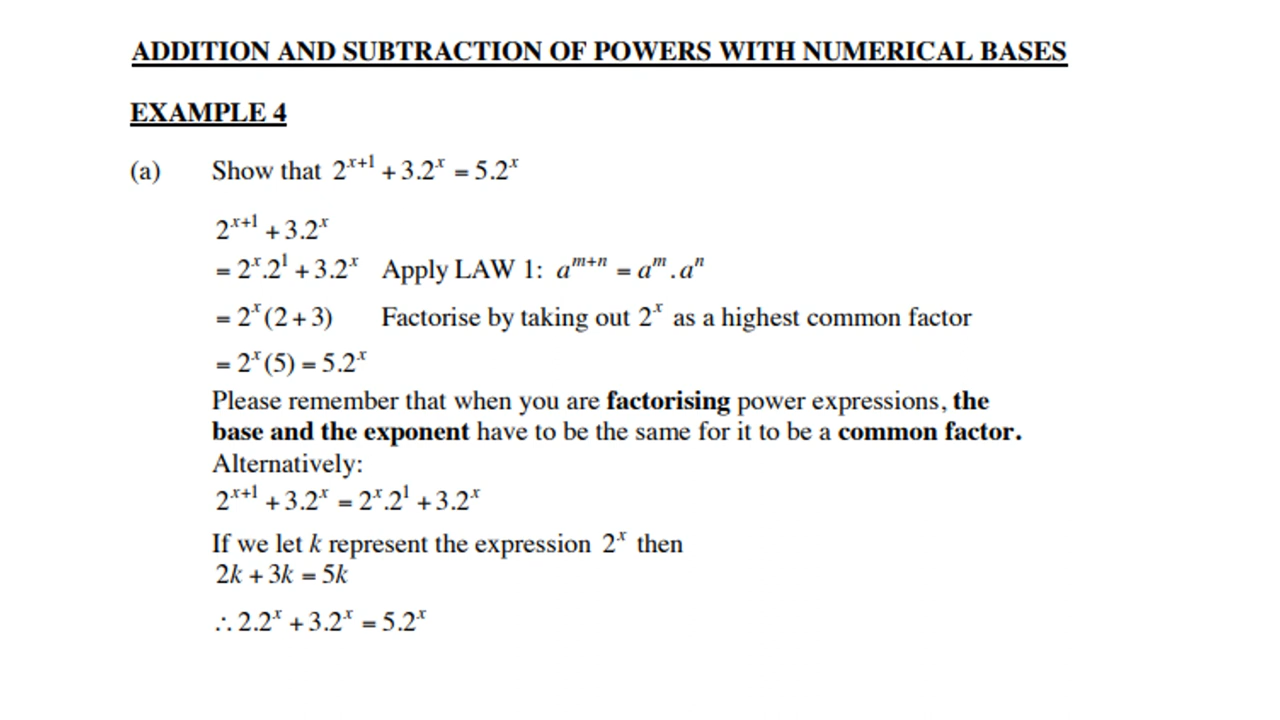 ADDITION AND SUBTRACTION OF POWERS WITH NUMERICAL BASES
EXAMPLE 4
(a) Show that 2^{x+1} + 3.2^x = 5.2^x
2^{x+1} + 3.2^x
= 2^x.2^1 + 3.2^x Apply LAW 1: a^{m+n} = a^m . a^n
= 2^x(2 + 3) Factorise by taking out 2^x as a highest common factor
= 2^x(5) = 5.2^x
Please remember that when you are factorising power expressions, the
base and the exponent have to be the same for it to be a common factor.
Alternatively:
2^{x+1} + 3.2^x = 2^x.2^1 + 3.2^x
If we let k represent the expression 2^x then
2k + 3k = 5k
∴ 2.2^x + 3.2^x = 5.2^x